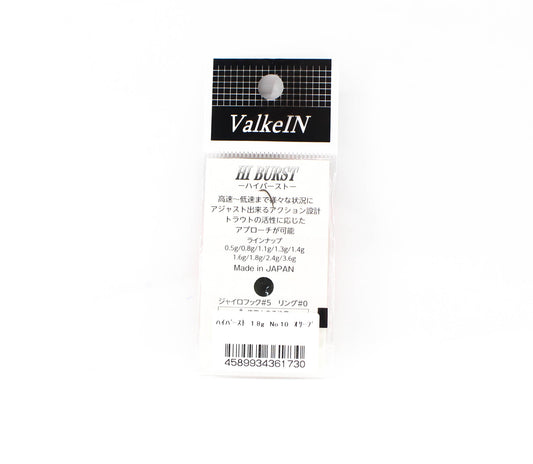 ValkeIN
HI BURST
ーハイバーストー
高速～低速まで様々な状況に
アジャスト出来るアクション設計
トラウトの活性に応じた
アプローチが可能
ラインナップ
0.5g/0.8g/1.1g/1.3g/1.4g
1.6g/1.8g/2.4g/3.6g
Made in JAPAN
ジャイロフック#5 リング#0
ﾊｲﾊﾞｰｽﾄ 1.8g No.10 ｵﾘｰﾌﾞ
4589934361730